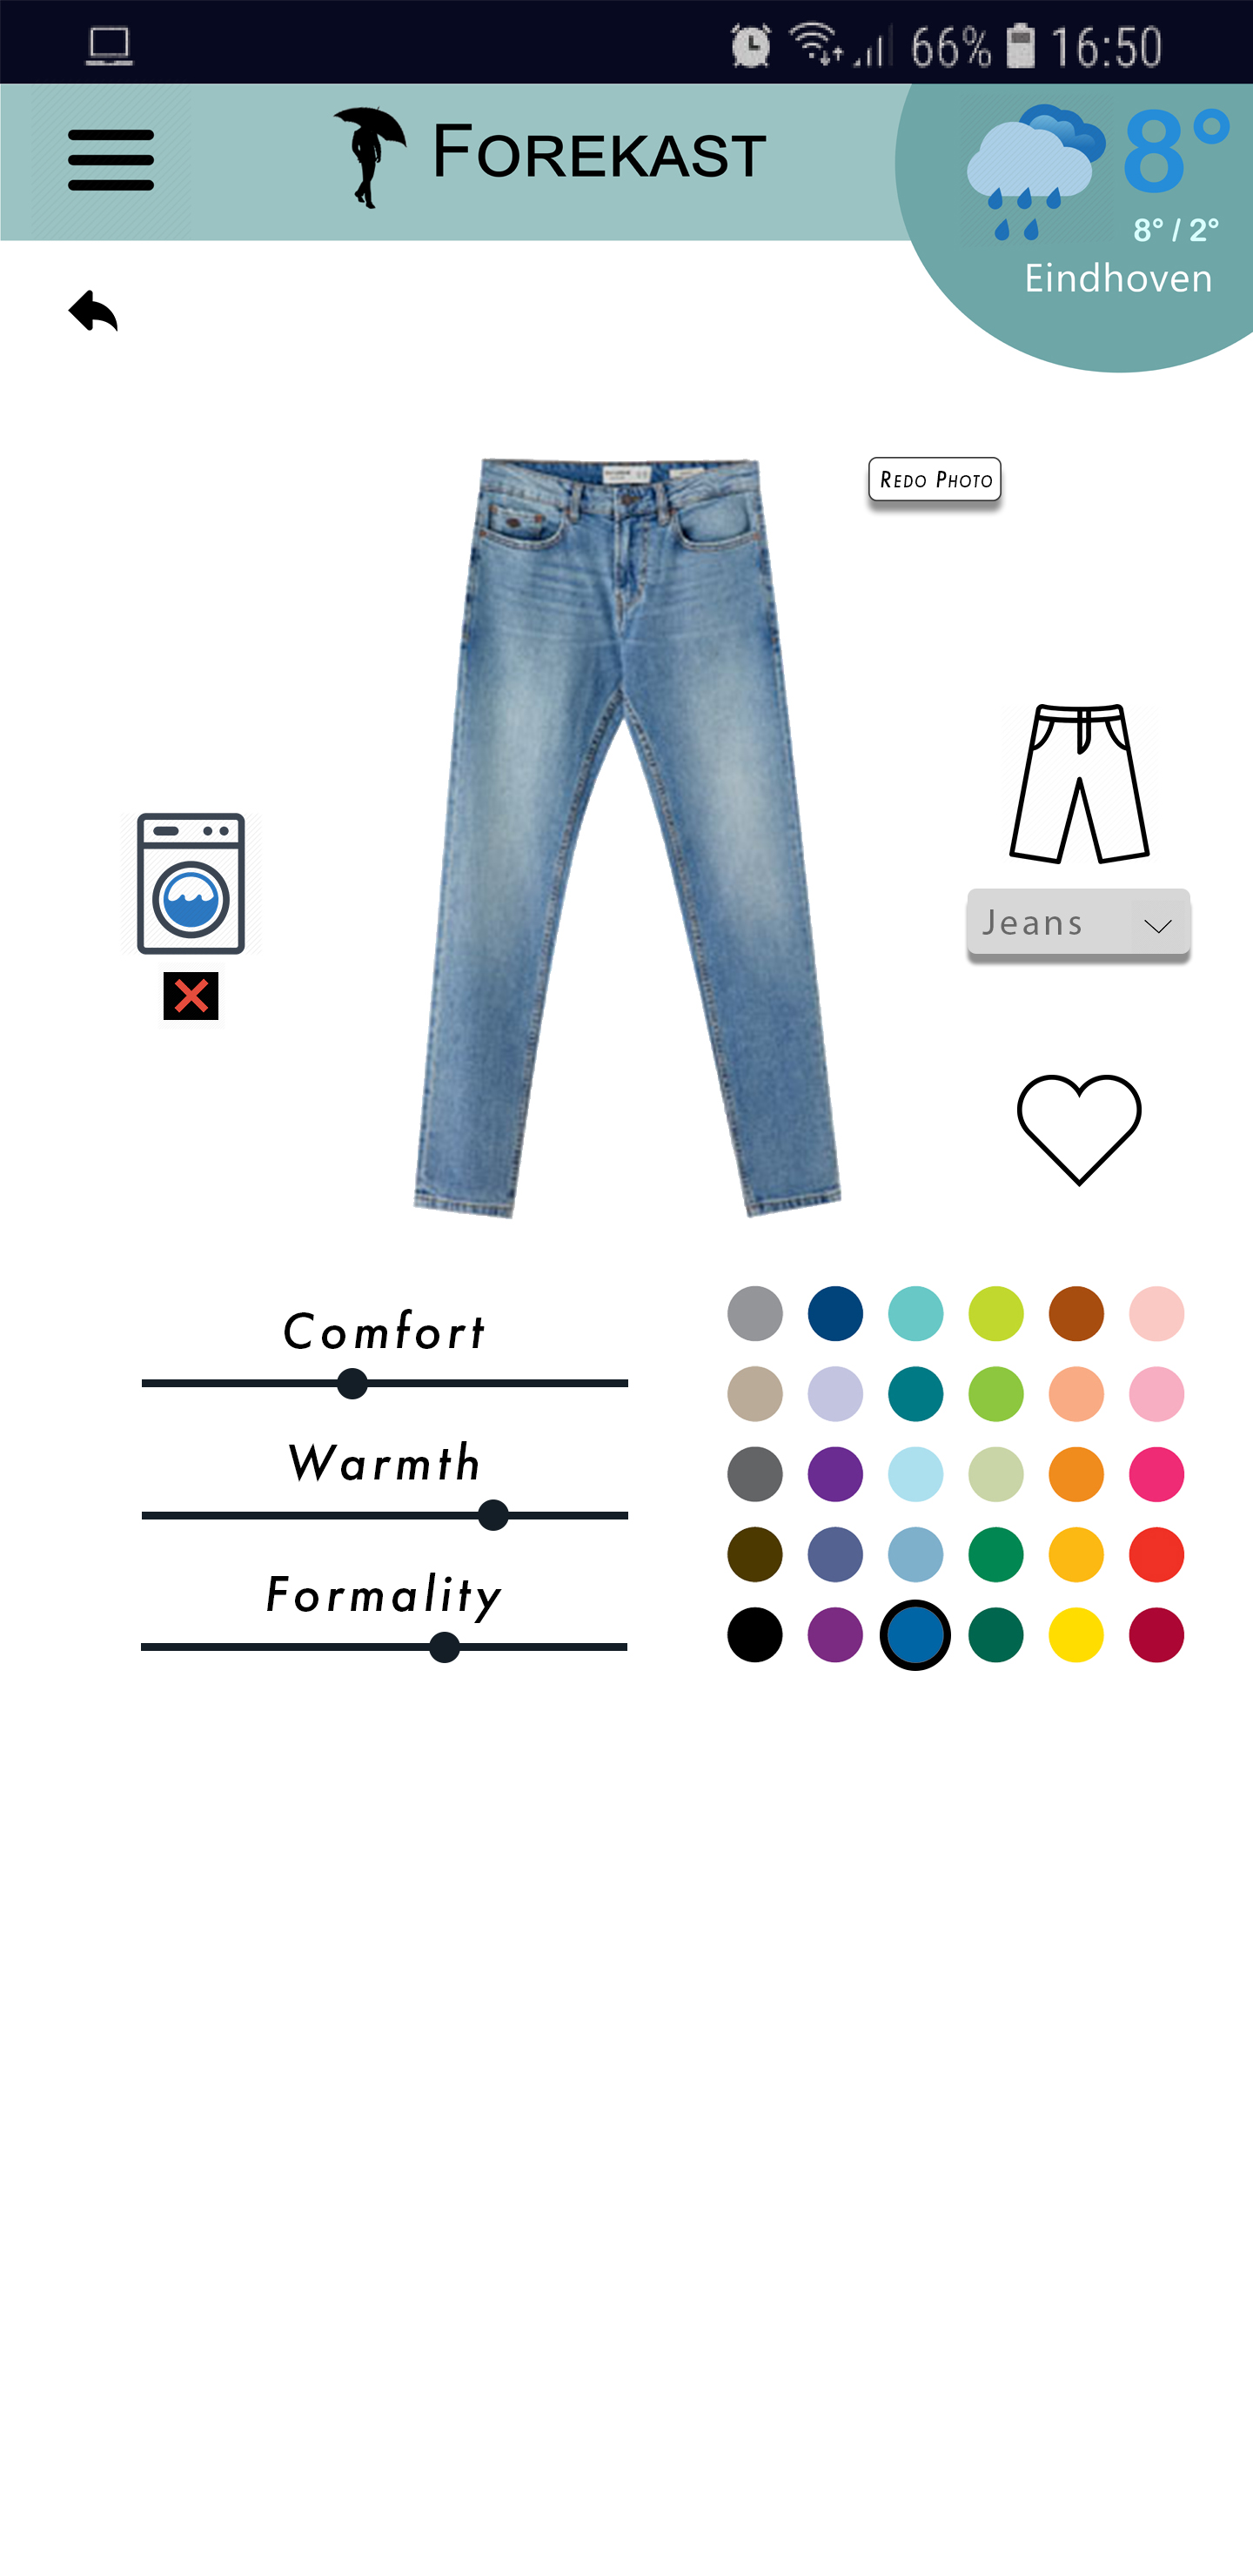 66% 16:50
FOREKAST
8°
8° / 2°
Eindhoven
REDO PHOTO
Jeans
Comfort
Warmth
Formality